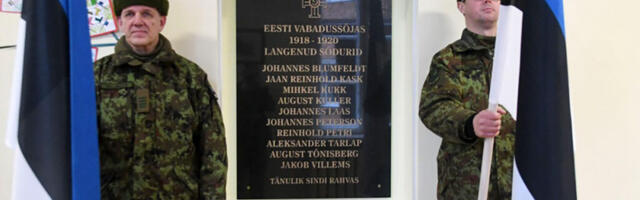 EESTI VABADUSSÕJAS
1918 - 1920
LANGENUD SÕDURID
JOHANNES BLUMFELDT
JAAN REINHOLD KASK
MIHKEL KUKK
AUGUST KULLER
JOHANNES LAAS
JOHANNES PETERSON
REINHOLD PETRI
ALEKSANDER TARLAP
AUGUST TÕNISBERG
JAKOB VILLEMS
TÄNULIK SINDI RAHVAS